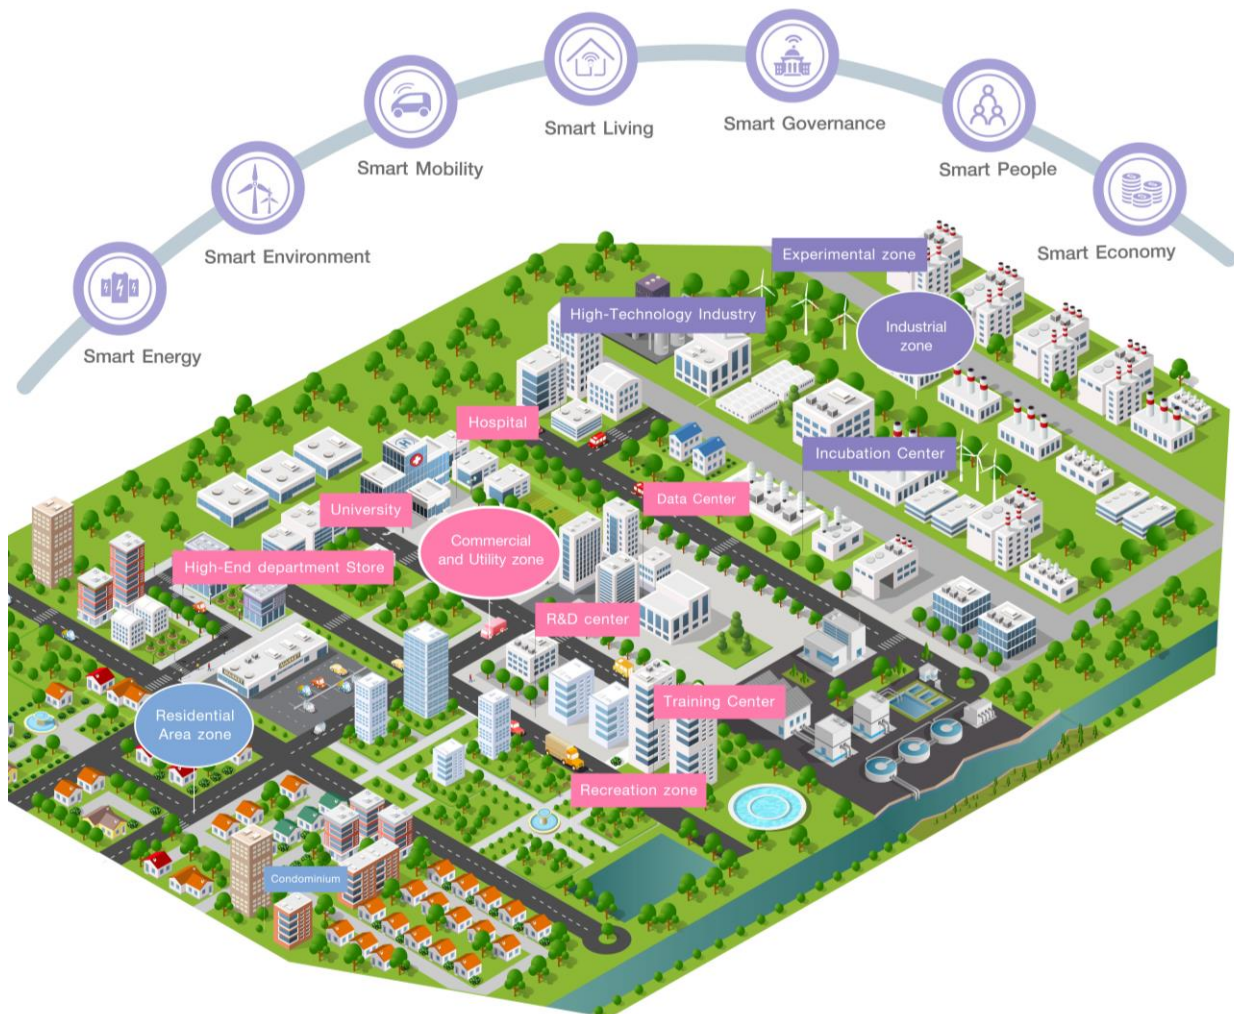 Smart Living
Smart Governance
Smart Mobility
Smart People
Smart Environment
Smart Economy
Smart Energy
Experimental zone
High-Technology Industry
Industrial
zone
Hospital
Incubation Center
University
Data Center
Commercial
and Utility zone
High-End department Store
R&D center
Residential
Area zone
Training Center
Recreation zone
Condominium
H
MARKET